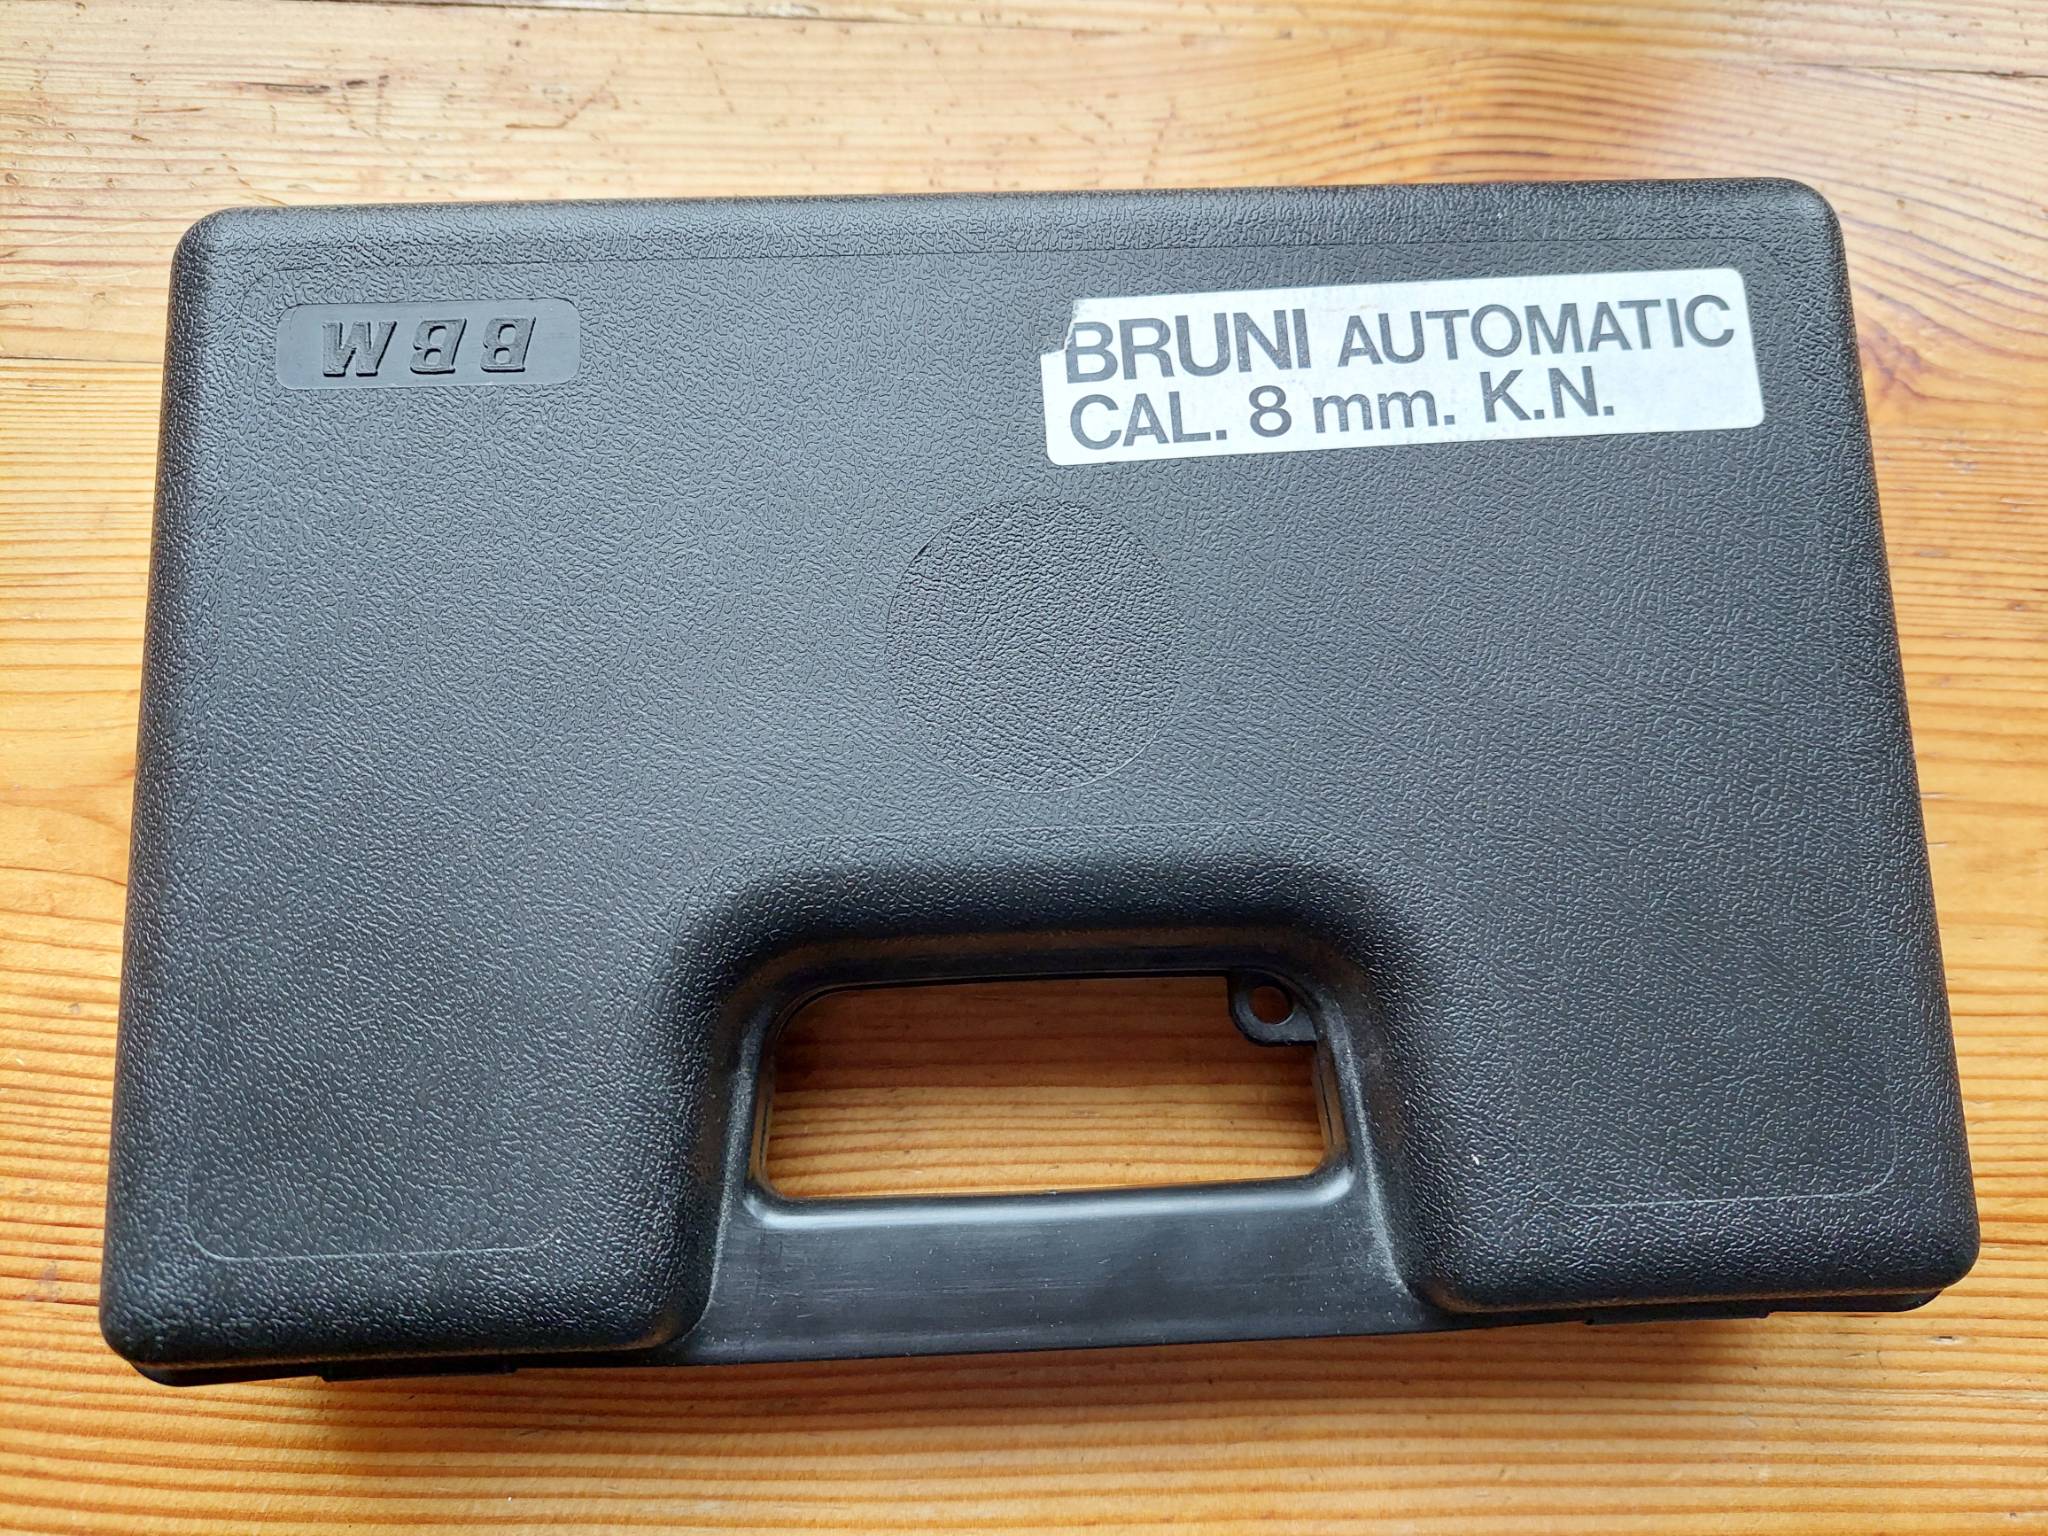 BBM
BRUNI AUTOMATIC
CAL. 8 mm. K.N.